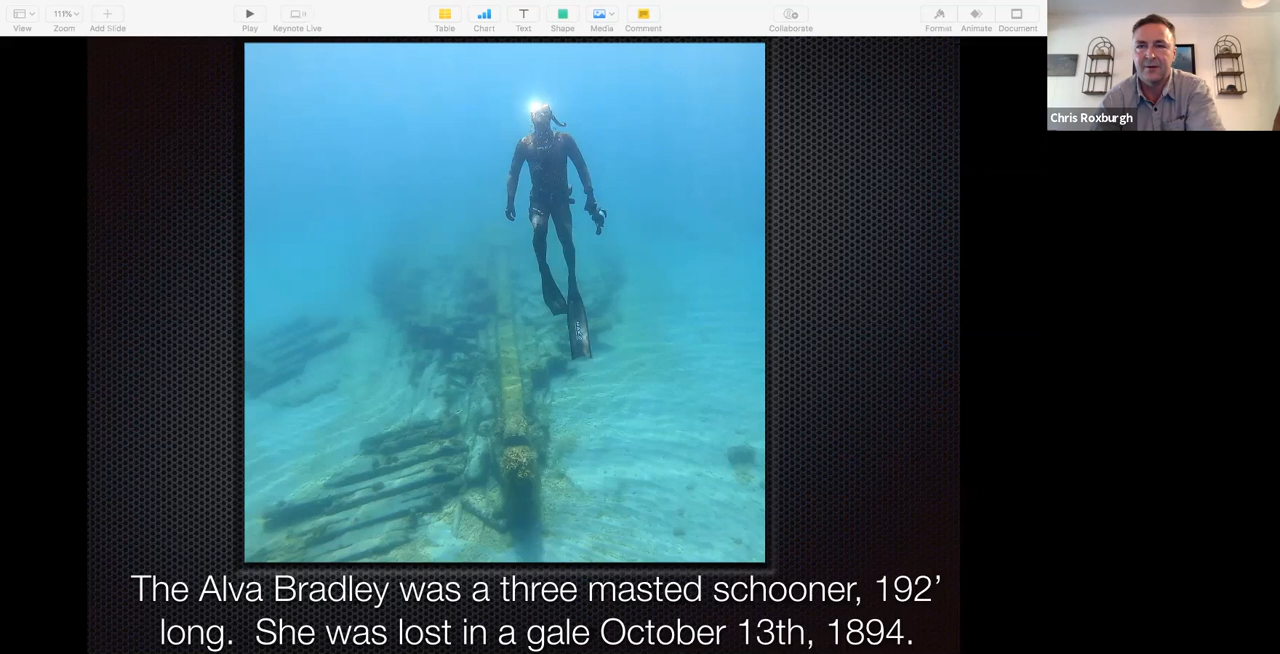 View Zoom Add Slide Play Keynote Live Table Chart Text Shape Media Comment Collaborate Format Animate Document
111%
Chris Roxburgh
The Alva Bradley was a three masted schooner, 192’
long. She was lost in a gale October 13th, 1894.